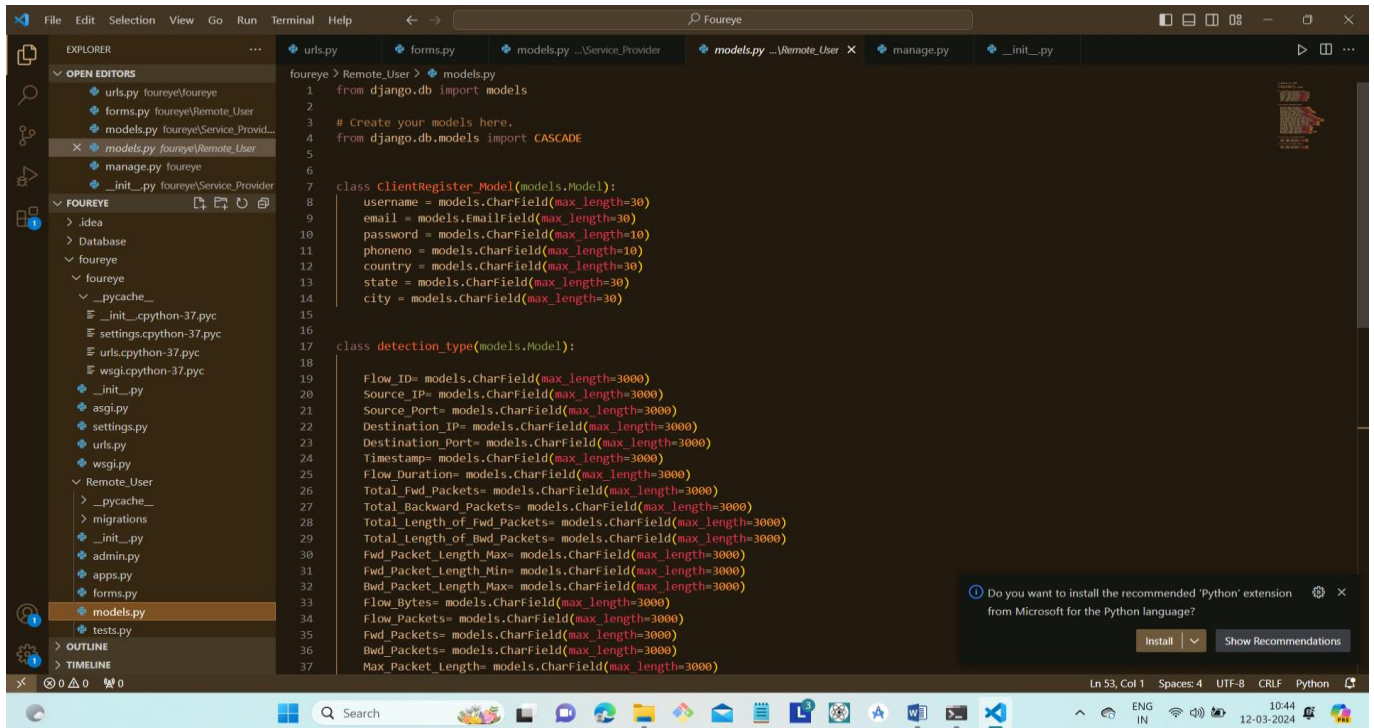 File Edit Selection View Go Run Terminal Help
Foureye
EXPLORER
OPEN EDITORS
urls.py foureye\foureye
forms.py foureye\Remote_User
models.py foureye\Service_Provid...
models.py foureye\Remote_User
manage.py foureye
__init__.py foureye\Service_Provider
FOUREYE
.idea
Database
foureye
foureye
__pycache__
__init__.cpython-37.pyc
settings.cpython-37.pyc
urls.cpython-37.pyc
wsgi.cpython-37.pyc
__init__.py
asgi.py
settings.py
urls.py
wsgi.py
Remote_User
__pycache__
migrations
__init__.py
admin.py
apps.py
forms.py
models.py
tests.py
OUTLINE
TIMELINE
urls.py forms.py models.py ...\Service_Provider models.py ...\Remote_User manage.py __init__.py
foureye > Remote_User > models.py
1 from django.db import models
2
3 # Create your models here.
4 from django.db.models import CASCADE
5
6
7 class ClientRegister_Model(models.Model):
8 username = models.CharField(max_length=30)
9 email = models.EmailField(max_length=30)
10 password = models.CharField(max_length=10)
11 phoneno = models.CharField(max_length=10)
12 country = models.CharField(max_length=30)
13 state = models.CharField(max_length=30)
14 city = models.CharField(max_length=30)
15
16
17 class detection_type(models.Model):
18
19 Flow_ID= models.CharField(max_length=3000)
20 Source_IP= models.CharField(max_length=3000)
21 Source_Port= models.CharField(max_length=3000)
22 Destination_IP= models.CharField(max_length=3000)
23 Destination_Port= models.CharField(max_length=3000)
24 Timestamp= models.CharField(max_length=3000)
25 Flow_Duration= models.CharField(max_length=3000)
26 Total_Fwd_Packets= models.CharField(max_length=3000)
27 Total_Backward_Packets= models.CharField(max_length=3000)
28 Total_Length_of_Fwd_Packets= models.CharField(max_length=3000)
29 Total_Length_of_Bwd_Packets= models.CharField(max_length=3000)
30 Fwd_Packet_Length_Max= models.CharField(max_length=3000)
31 Fwd_Packet_Length_Min= models.CharField(max_length=3000)
32 Bwd_Packet_Length_Max= models.CharField(max_length=3000)
33 Flow_Bytes= models.CharField(max_length=3000)
34 Flow_Packets= models.CharField(max_length=3000)
35 Fwd_Packets= models.CharField(max_length=3000)
36 Bwd_Packets= models.CharField(max_length=3000)
37 Max_Packet_Length= models.CharField(max_length=3000)
Do you want to install the recommended 'Python' extension
from Microsoft for the Python language?
Install Show Recommendations
0 0 0 Ln 53, Col 1 Spaces: 4 UTF-8 CRLF Python
Search
ENG
IN
10:44
12-03-2024